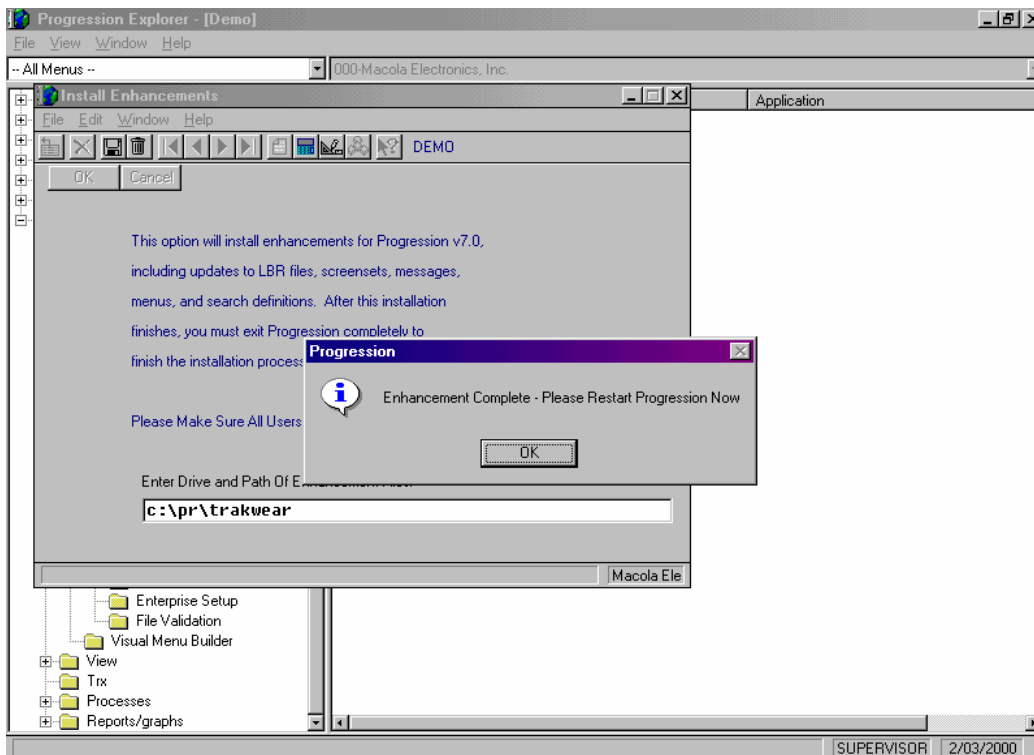 Progression Explorer - [Demo]
File View Window Help
-- All Menus --
000-Macola Electronics, Inc.
Application
Install Enhancements
File Edit Window Help
DEMO
OK Cancel
This option will install enhancements for Progression v7.0,
including updates to LBR files, screensets, messages,
menus, and search definitions. After this installation
finishes, you must exit Progression completely to
finish the installation process
Please Make Sure All Users
Progression
Enhancement Complete - Please Restart Progression Now
OK
Enter Drive and Path Of
c:\pr\trakwear
Macola Ele
Enterprise Setup
File Validation
Visual Menu Builder
View
Trx
Processes
Reports/graphs
SUPERVISOR 2/03/2000